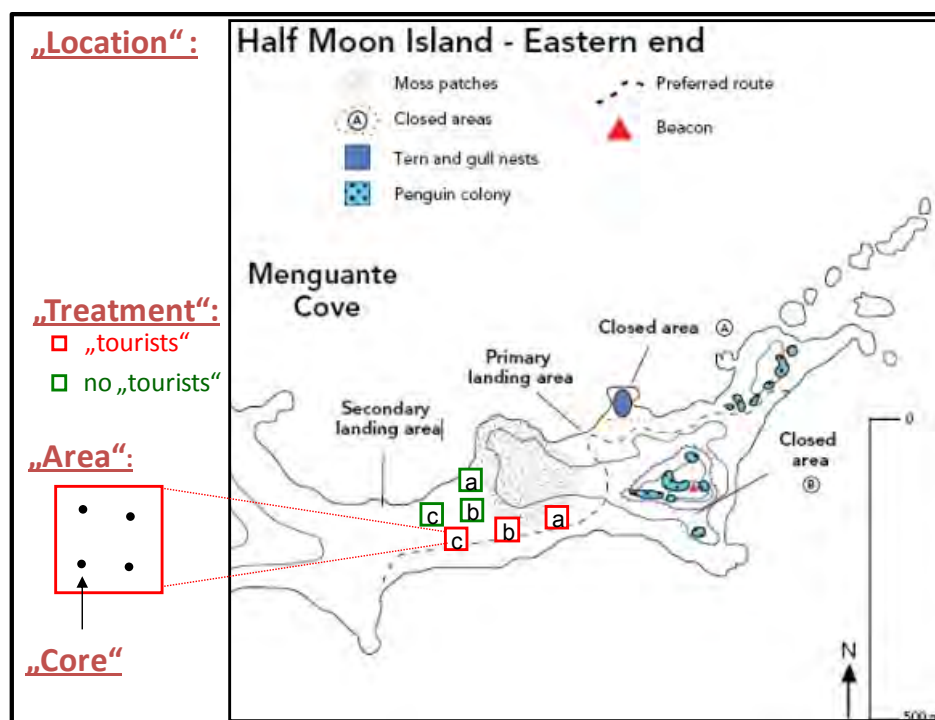 „Location“:
Half Moon Island - Eastern end
Moss patches
Preferred route
A
Closed areas
Beacon
Tern and gull nests
Penguin colony
Menguante
Cove
„Treatment“:
„tourists“
no „tourists“
Closed area A
Primary
landing area
Secondary
landing area
0
Closed
area
B
„Area“:
a
b
c
a
b
c
„Core“
N
500 m